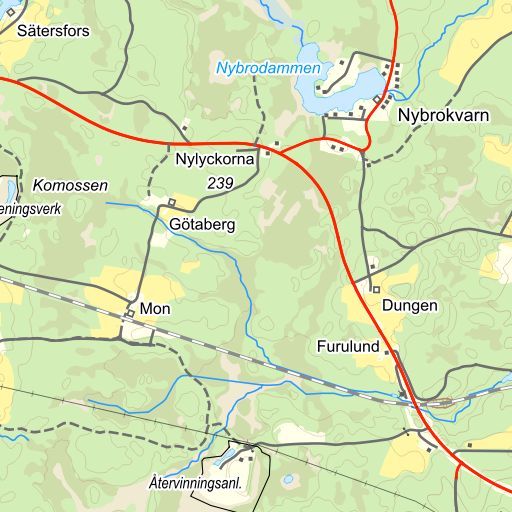 Sätersfors
Nybrodammen
Nybrokvarn
Nylyckorna
239
Komossen
eningsverk
Götaberg
Mon
Dungen
Furulund
Återvinningsanl.